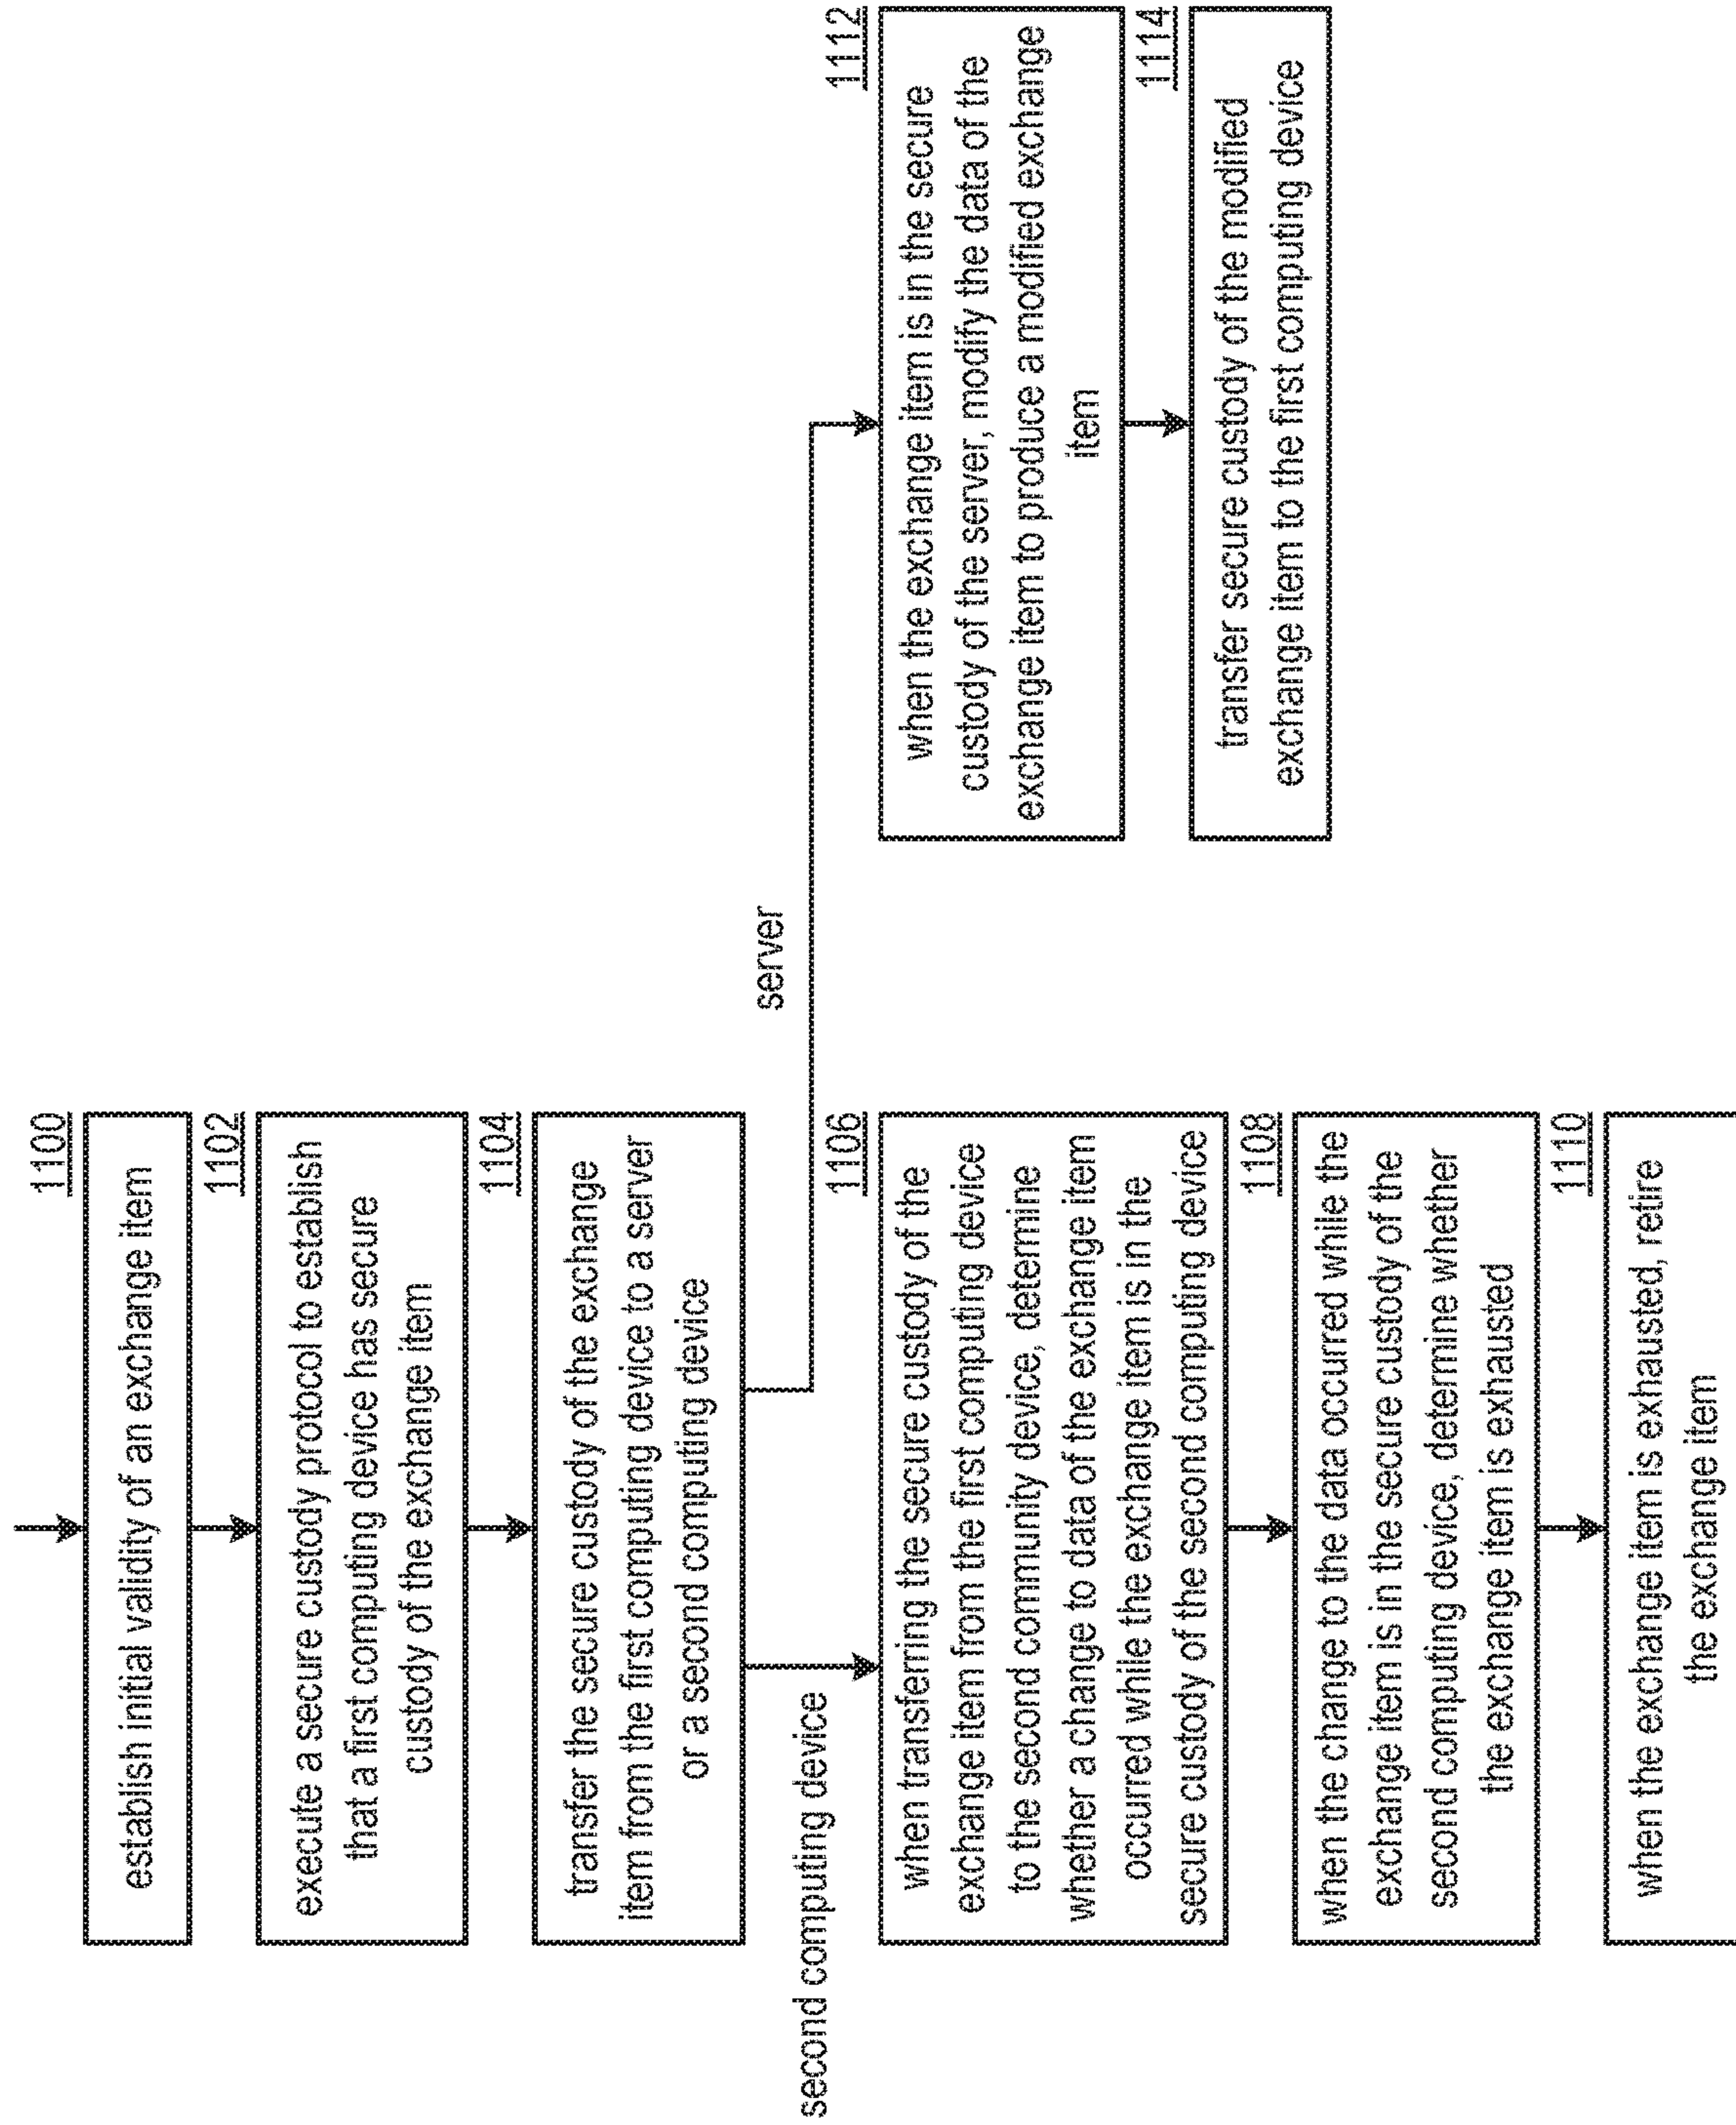 1100
establish initial validity of an exchange item
1102
execute a secure custody protocol to establish
that a first computing device has secure
custody of the exchange item
1104
transfer the secure custody of the exchange
item from the first computing device to a server
or a second computing device
second computing device
server
1106
when transferring the secure custody of the
exchange item from the first computing device
to the second community device, determine
whether a change to data of the exchange item
occurred while the exchange item is in the
secure custody of the second computing device
1108
when the change to the data occurred while the
exchange item is in the secure custody of the
second computing device, determine whether
the exchange item is exhausted
1110
when the exchange item is exhausted, retire
the exchange item
1112
when the exchange item is in the secure
custody of the server, modify the data of the
exchange item to produce a modified exchange
item
1114
transfer secure custody of the modified
exchange item to the first computing device